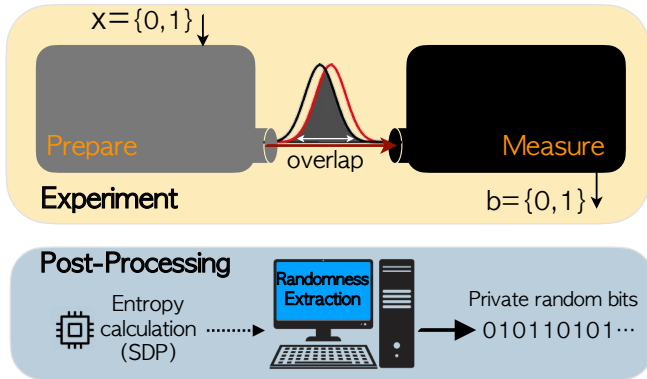 x={0,1}
Prepare
overlap
Measure
Experiment
b={0,1}
Post-Processing
Entropy
calculation
(SDP)
Randomness
Extraction
Private random bits
010110101···